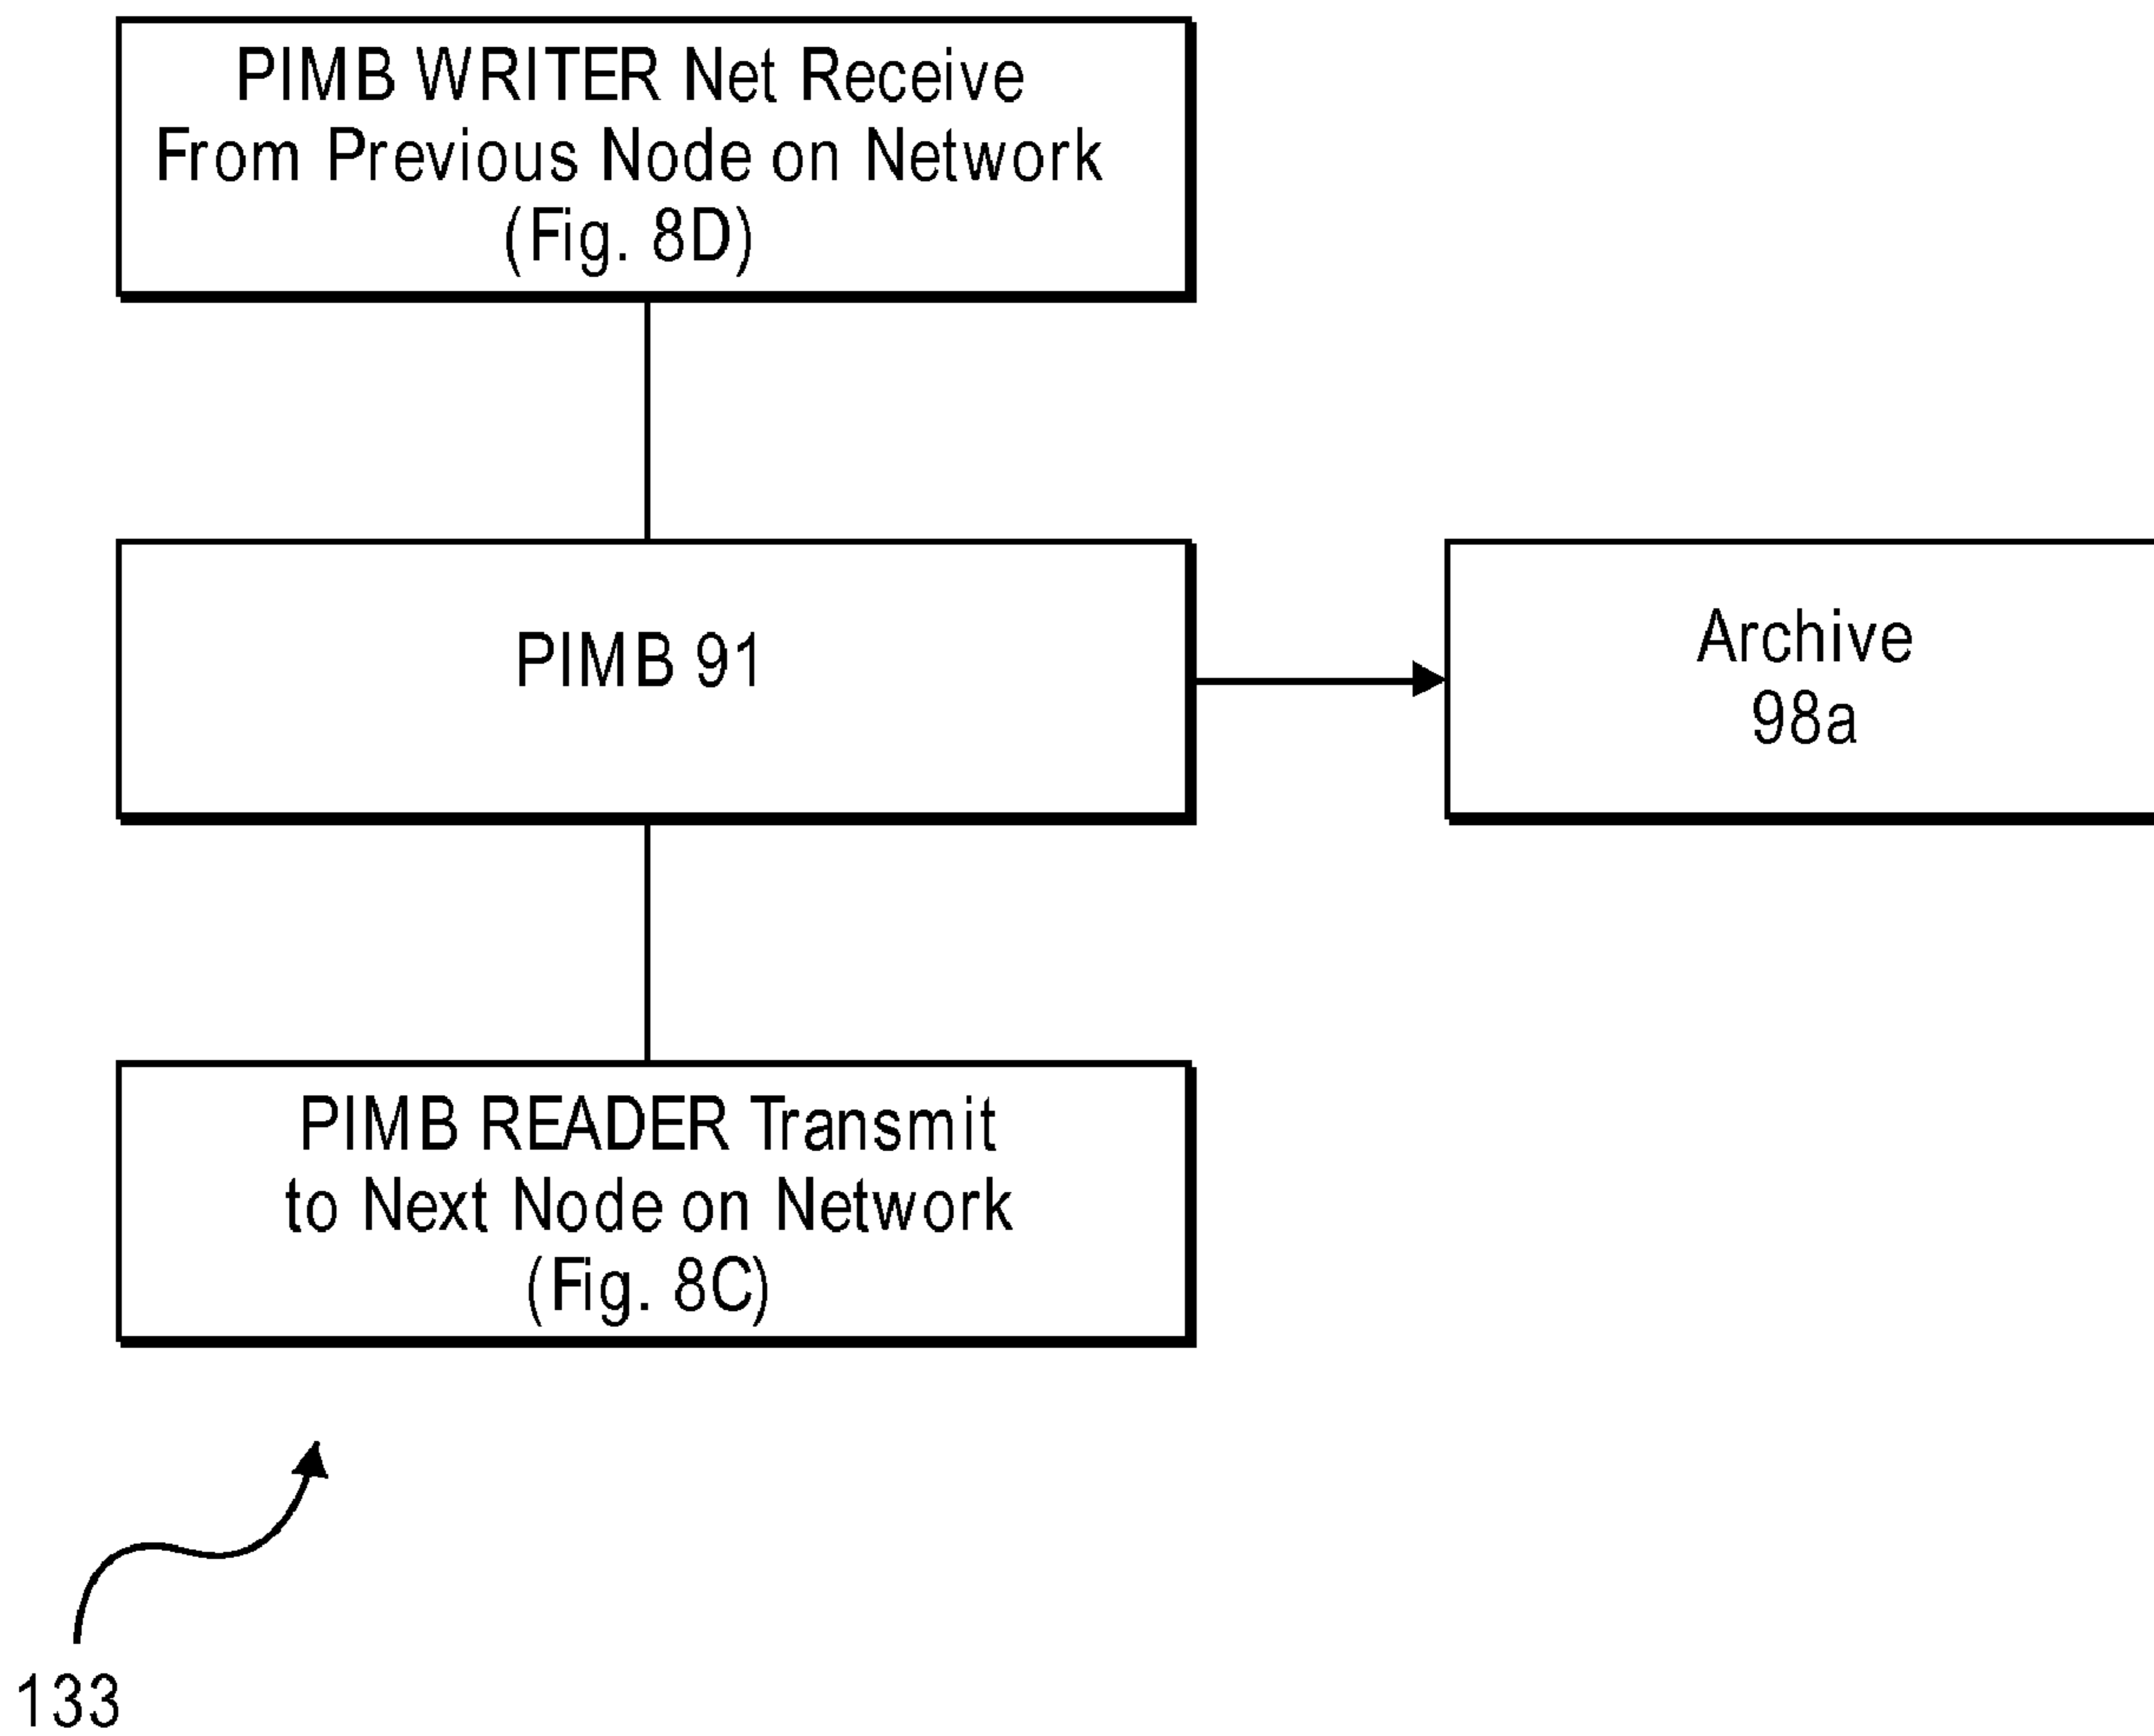 PIMB WRITER Net Receive
From Previous Node on Network
(Fig. 8D)
PIMB 91
Archive
98a
PIMB READER Transmit
to Next Node on Network
(Fig. 8C)
133